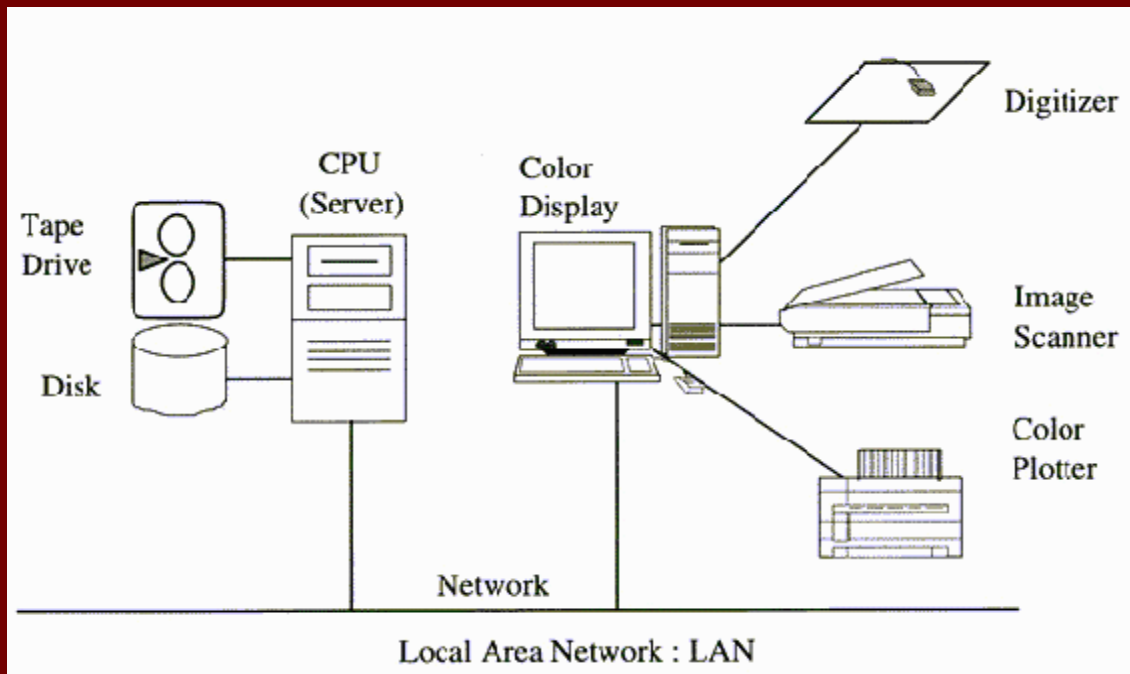 Digitizer
CPU
(Server)
Color
Display
Tape
Drive
Image
Scanner
Disk
Color
Plotter
Network
Local Area Network : LAN